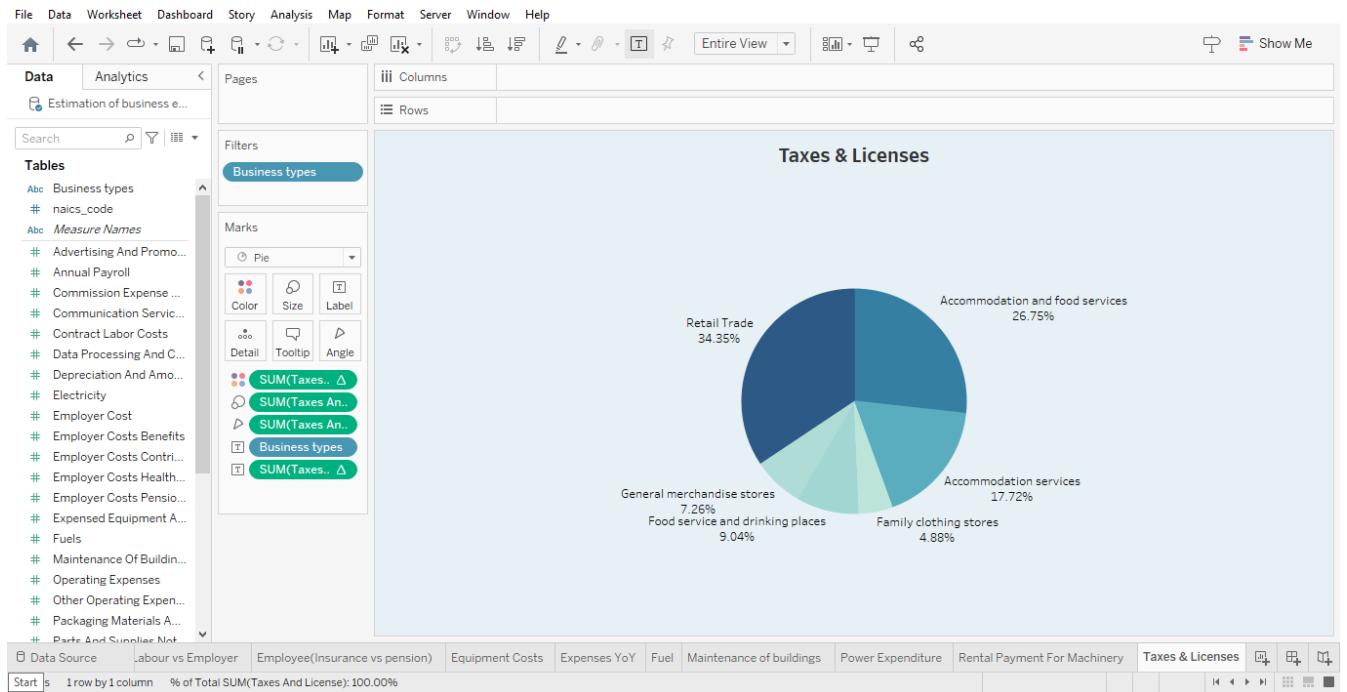 File Data Worksheet Dashboard Story Analysis Map Format Server Window Help
Entire View
Show Me
Data Analytics
Estimation of business e...
Search
Tables
Abc Business types
# naics_code
Abc Measure Names
# Advertising And Promo...
# Annual Payroll
# Commission Expense ...
# Communication Servic...
# Contract Labor Costs
# Data Processing And C...
# Depreciation And Amo...
# Electricity
# Employer Cost
# Employer Costs Benefits
# Employer Costs Contri...
# Employer Costs Health...
# Employer Costs Pensio...
# Expensed Equipment A...
# Fuels
# Maintenance Of Buildin...
# Operating Expenses
# Other Operating Expen...
# Packaging Materials A...
# Parts And Supplies Not
Pages
Filters
Business types
Marks
Pie
Color Size Label
Detail Tooltip Angle
SUM(Taxes.. Δ
SUM(Taxes An..
SUM(Taxes An..
Business types
SUM(Taxes.. Δ
Columns
Rows
Taxes & Licenses
Accommodation and food services
26.75%
Retail Trade
34.35%
Accommodation services
17.72%
General merchandise stores
7.26%
Food service and drinking places
9.04%
Family clothing stores
4.88%
Data Source Labour vs Employer Employee(Insurance vs pension) Equipment Costs Expenses YoY Fuel Maintenance of buildings Power Expenditure Rental Payment For Machinery Taxes & Licenses
Start s 1 row by 1 column % of Total SUM(Taxes And License): 100.00%